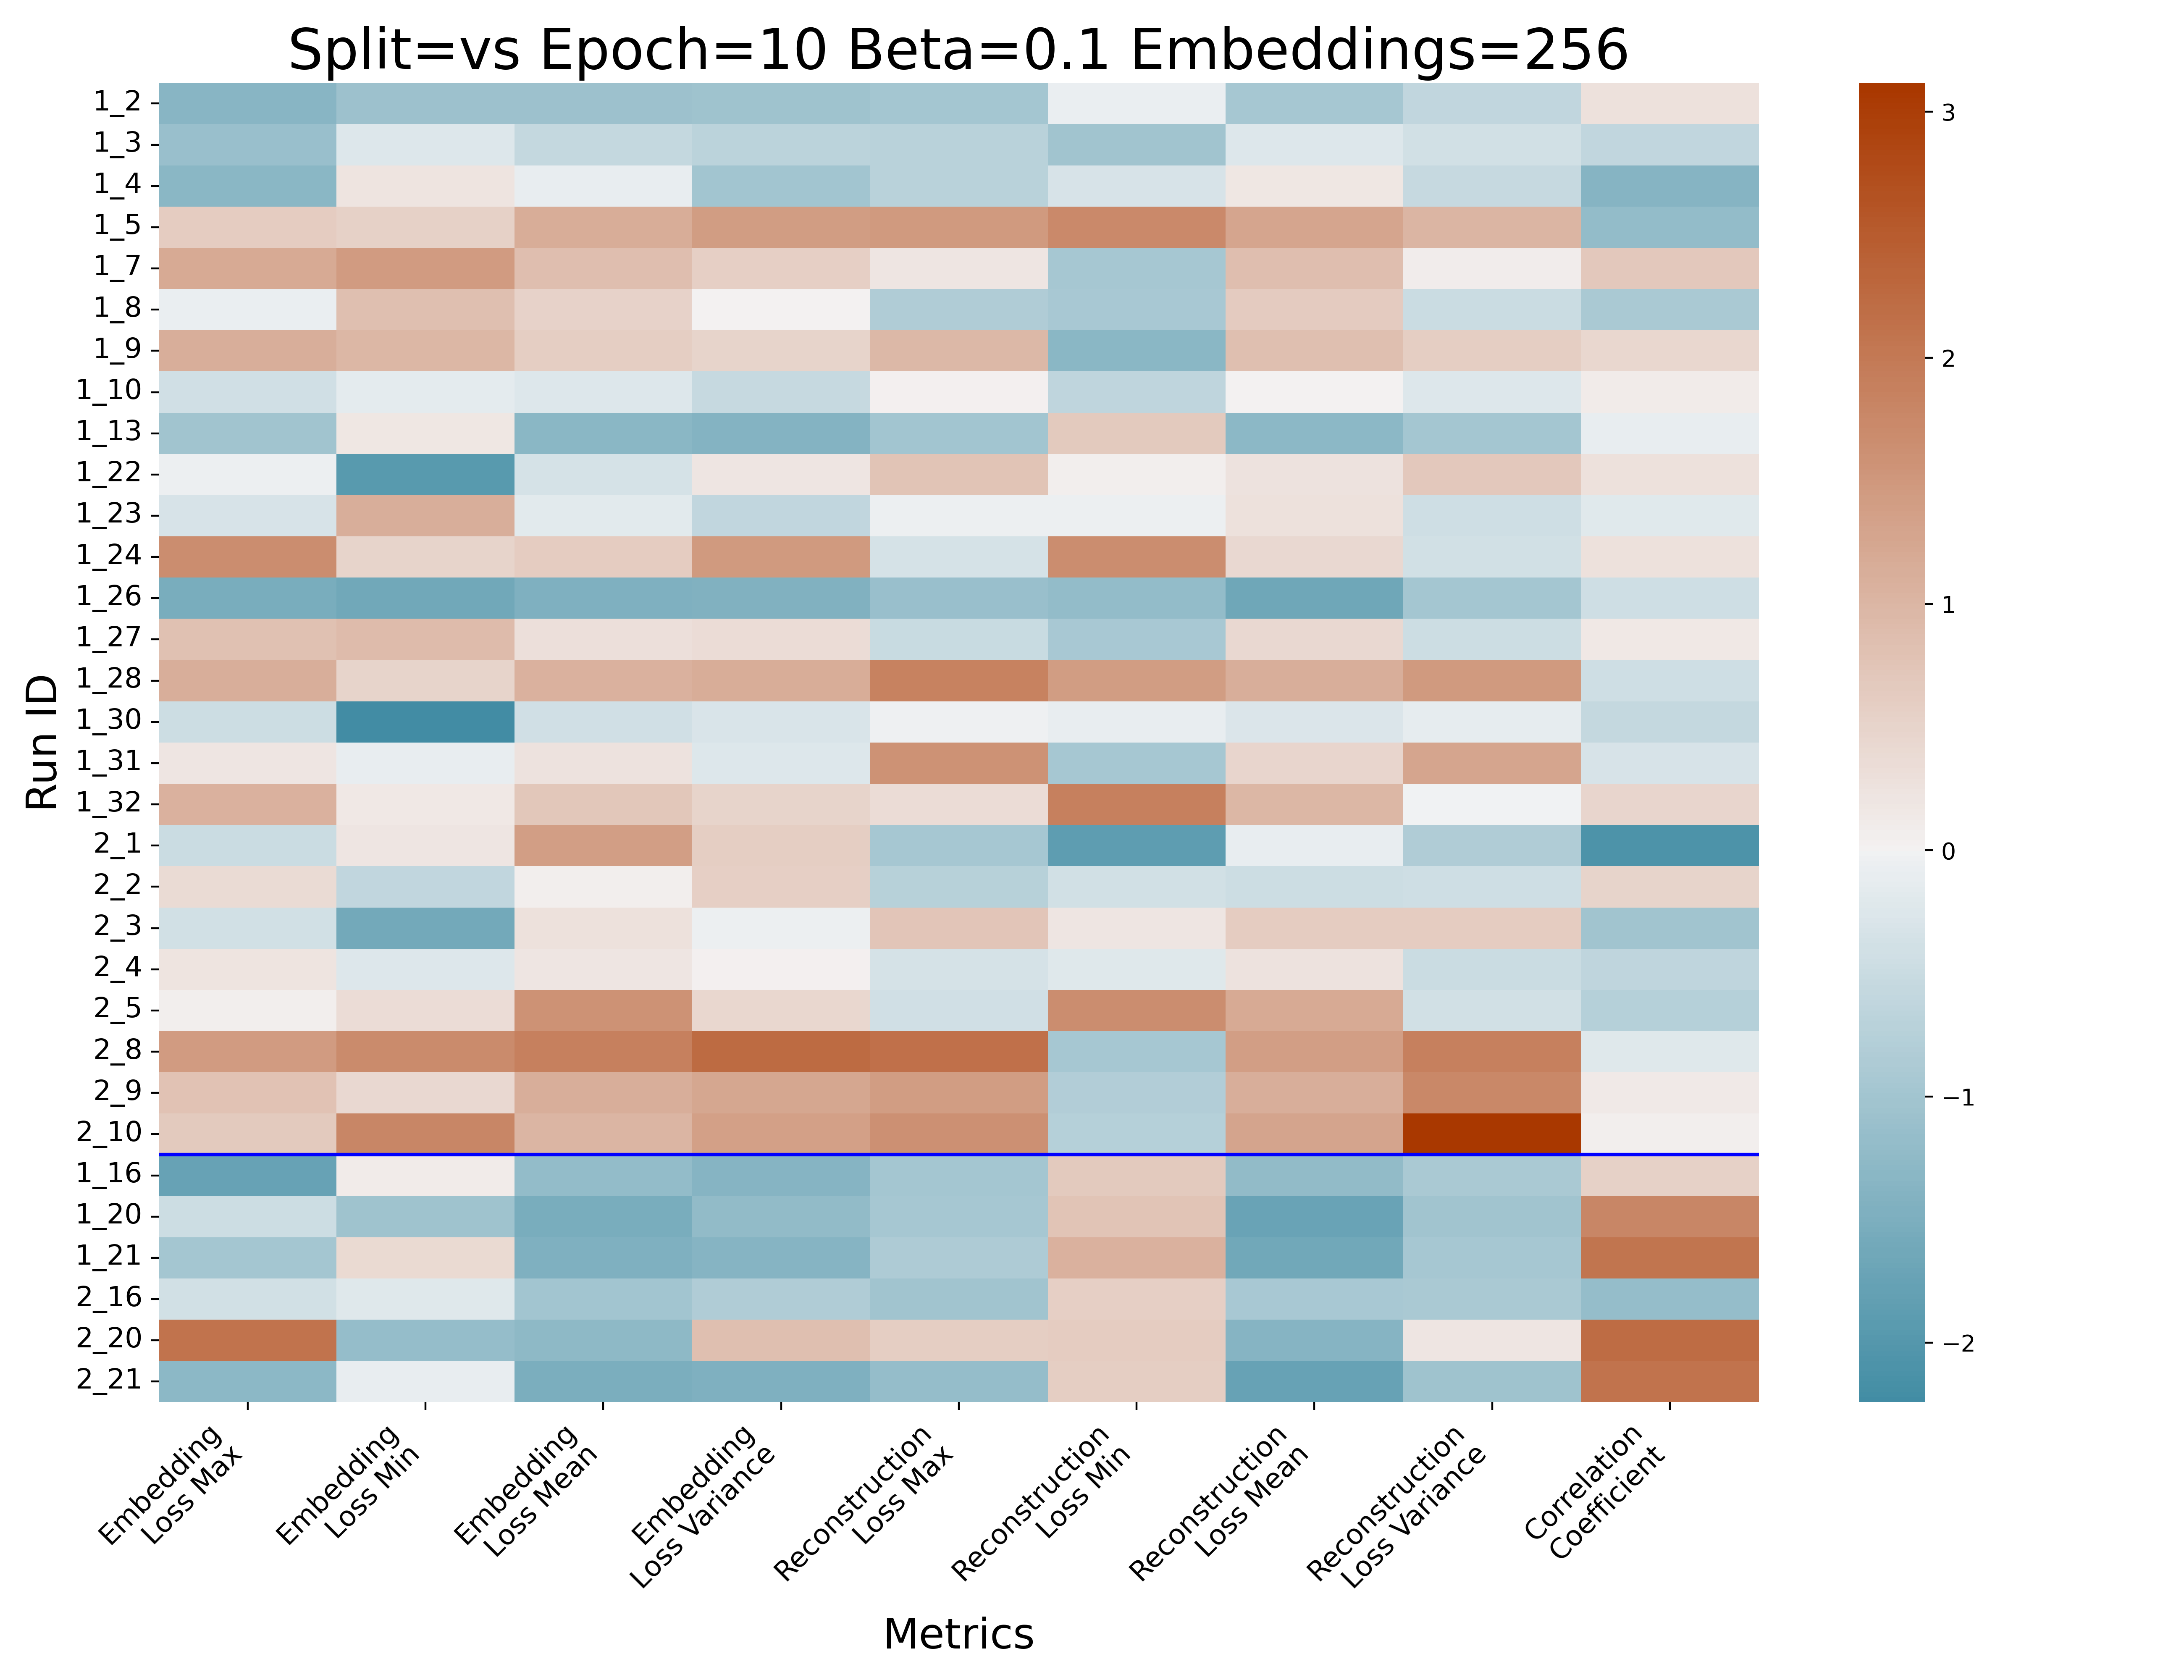 Split=vs Epoch=10 Beta=0.1 Embeddings=256
Run ID
1_2
1_3
1_4
1_5
1_7
1_8
1_9
1_10
1_13
1_22
1_23
1_24
1_26
1_27
1_28
1_30
1_31
1_32
2_1
2_2
2_3
2_4
2_5
2_8
2_9
2_10
1_16
1_20
1_21
2_16
2_20
2_21
Embedding
Loss Max
Embedding
Loss Min
Embedding
Loss Mean
Embedding
Loss Variance
Reconstruction
Loss Max
Reconstruction
Loss Min
Reconstruction
Loss Mean
Reconstruction
Loss Variance
Correlation
Coefficient
Metrics
3
2
1
0
−1
−2